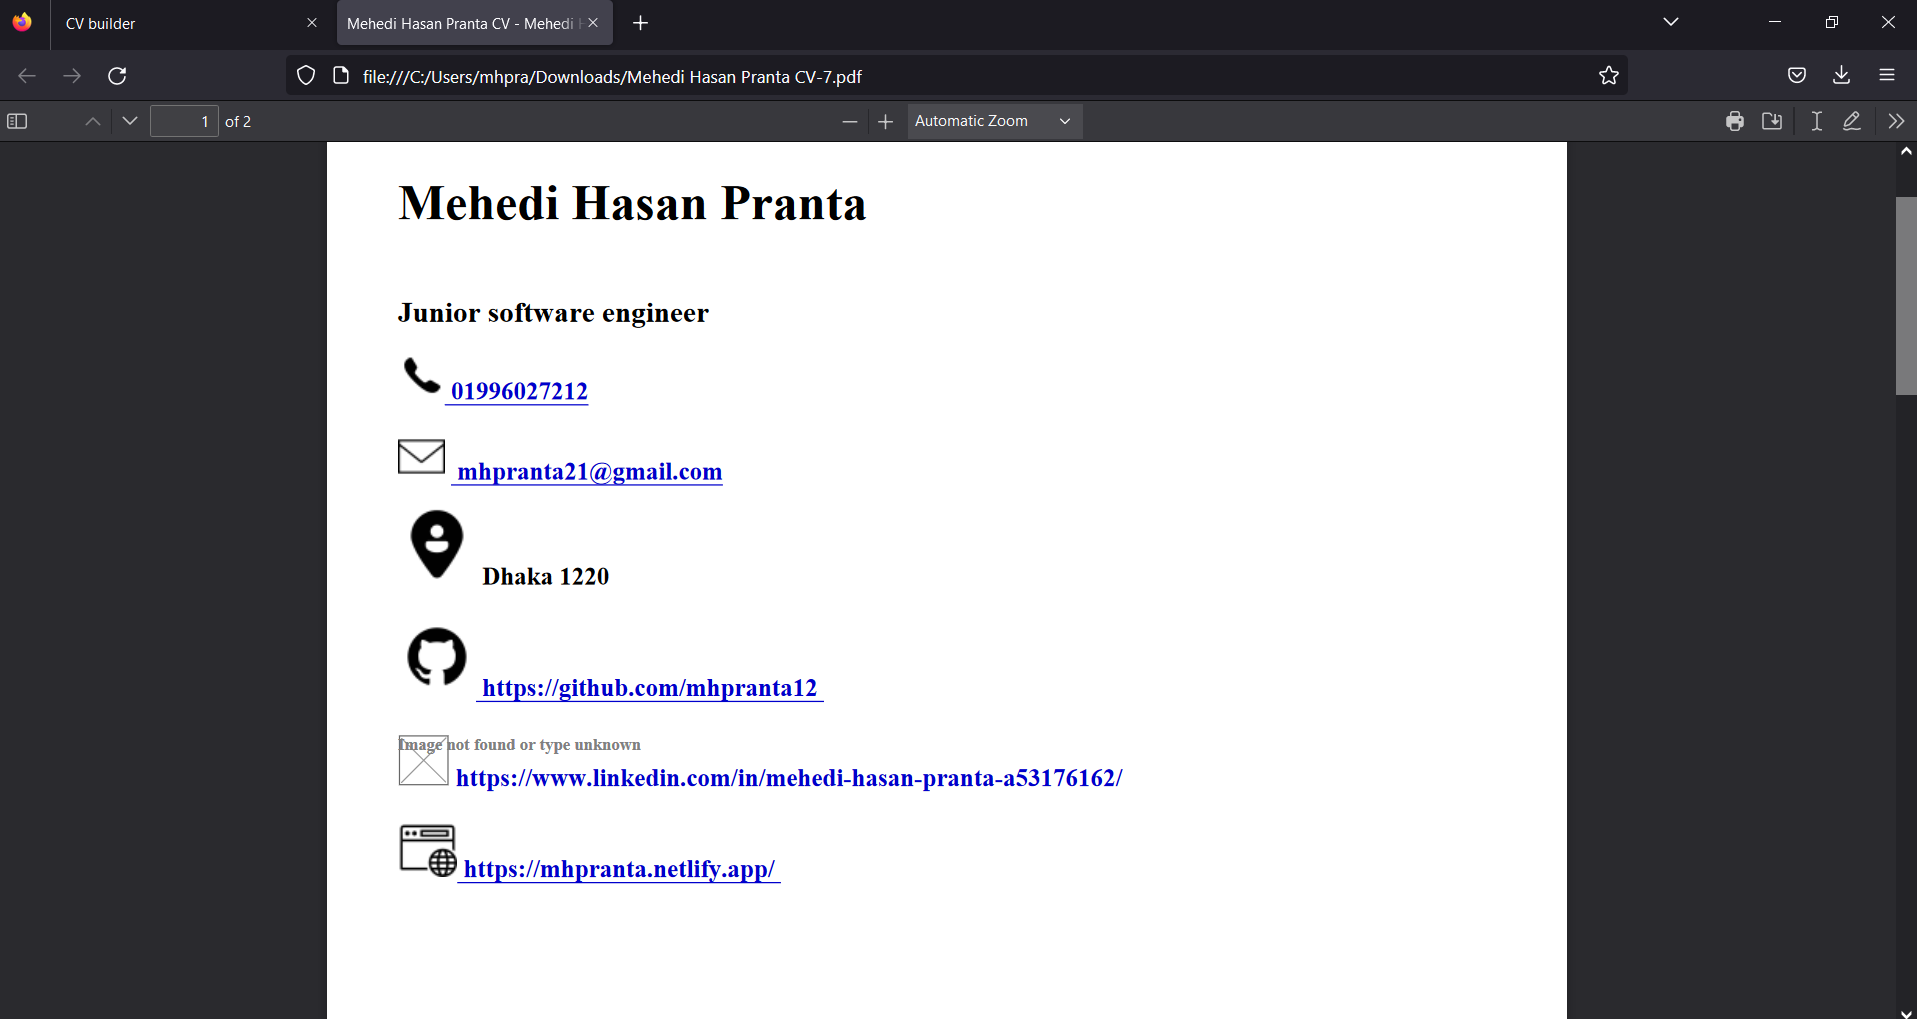 CV builder
Mehedi Hasan Pranta CV - Mehedi H
file:///C:/Users/mhpra/Downloads/Mehedi Hasan Pranta CV-7.pdf
1 of 2
Automatic Zoom
Mehedi Hasan Pranta
Junior software engineer
01996027212
mhpranta21@gmail.com
Dhaka 1220
https://github.com/mhpranta12
Image not found or type unknown
https://www.linkedin.com/in/mehedi-hasan-pranta-a53176162/
https://mhpranta.netlify.app/